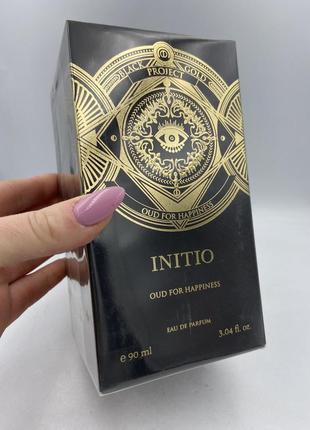 BLACK GOLD
PROJECT
OUD FOR HAPPINESS
INITIO
OUD FOR HAPPINESS
EAU DE PARFUM
e 90 ml 3.04 fl. oz.